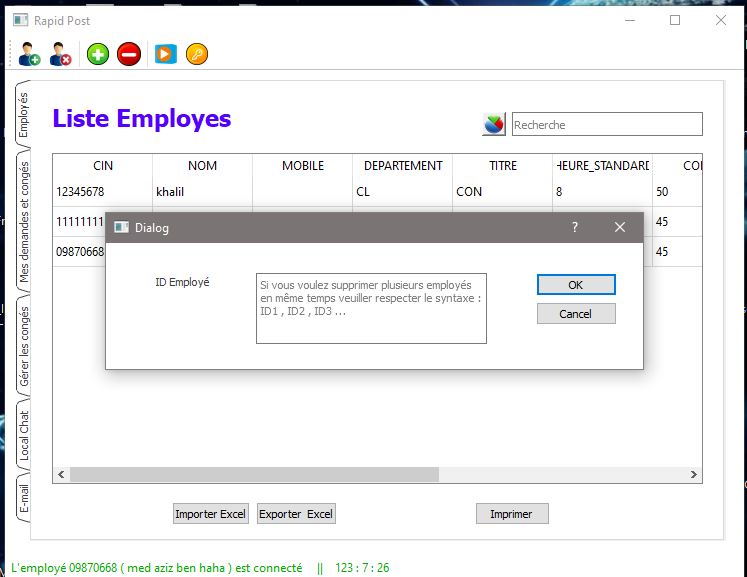 Rapid Post
Employés
Mes demandes et congés
Gérer les congés
Local Chat
E-mail
Liste Employes
Recherche
CIN NOM MOBILE DEPARTEMENT TITRE HEURE_STANDARD
12345678 khalil CL CON 8 50
11111111 45
09870668 45
Dialog ?
ID Employé
Si vous voulez supprimer plusieurs employés
en même temps veuiller respecter le syntaxe :
ID1 , ID2 , ID3 ...
OK
Cancel
Importer Excel Exporter Excel Imprimer
L'employé 09870668 ( med aziz ben haha ) est connecté || 123 : 7 : 26